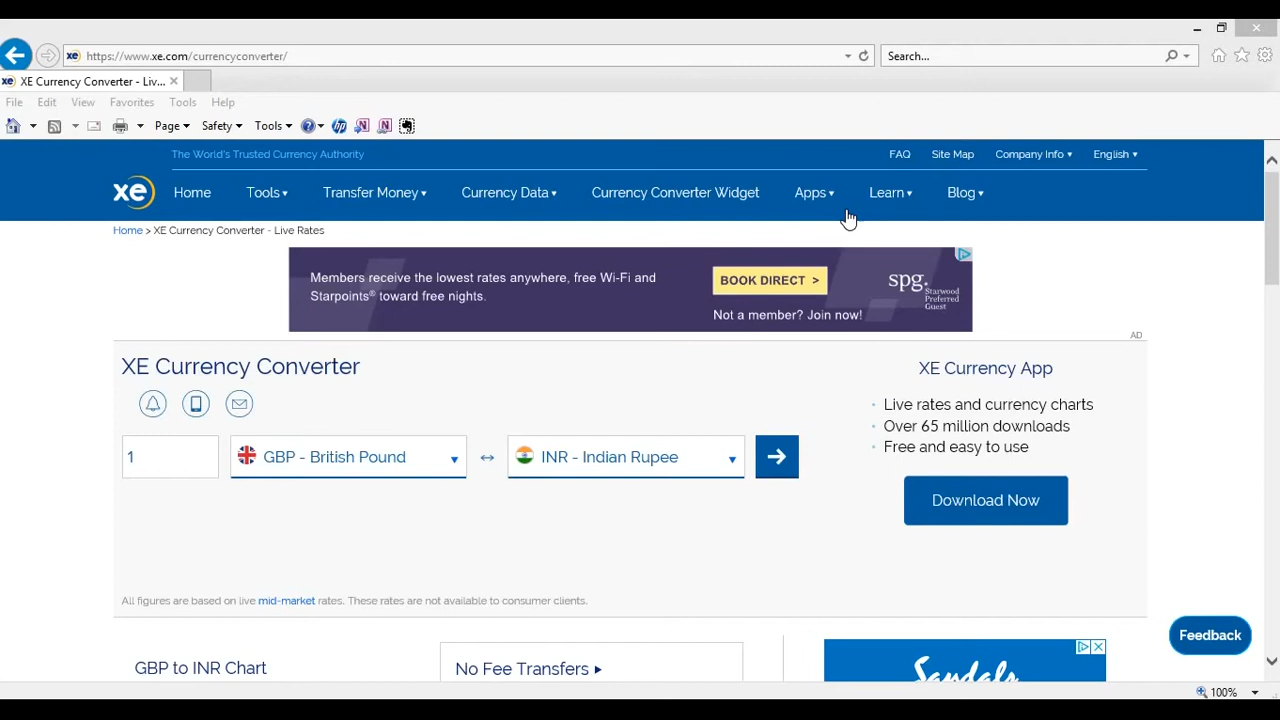 https://www.xe.com/currencyconverter/
Search...
XE Currency Converter - Liv...
File Edit View Favorites Tools Help
Page Safety Tools
The World's Trusted Currency Authority
FAQ Site Map Company Info English
xe Home Tools Transfer Money Currency Data Currency Converter Widget Apps Learn Blog
Home > XE Currency Converter - Live Rates
Members receive the lowest rates anywhere, free Wi-Fi and
Starpoints® toward free nights.
BOOK DIRECT >
Not a member? Join now!
spg.
Starwood
Preferred
Guest
AD
XE Currency Converter
1
GBP - British Pound
INR - Indian Rupee
XE Currency App
Live rates and currency charts
Over 65 million downloads
Free and easy to use
Download Now
All figures are based on live mid-market rates. These rates are not available to consumer clients.
Feedback
GBP to INR Chart
No Fee Transfers
Sandals
100%